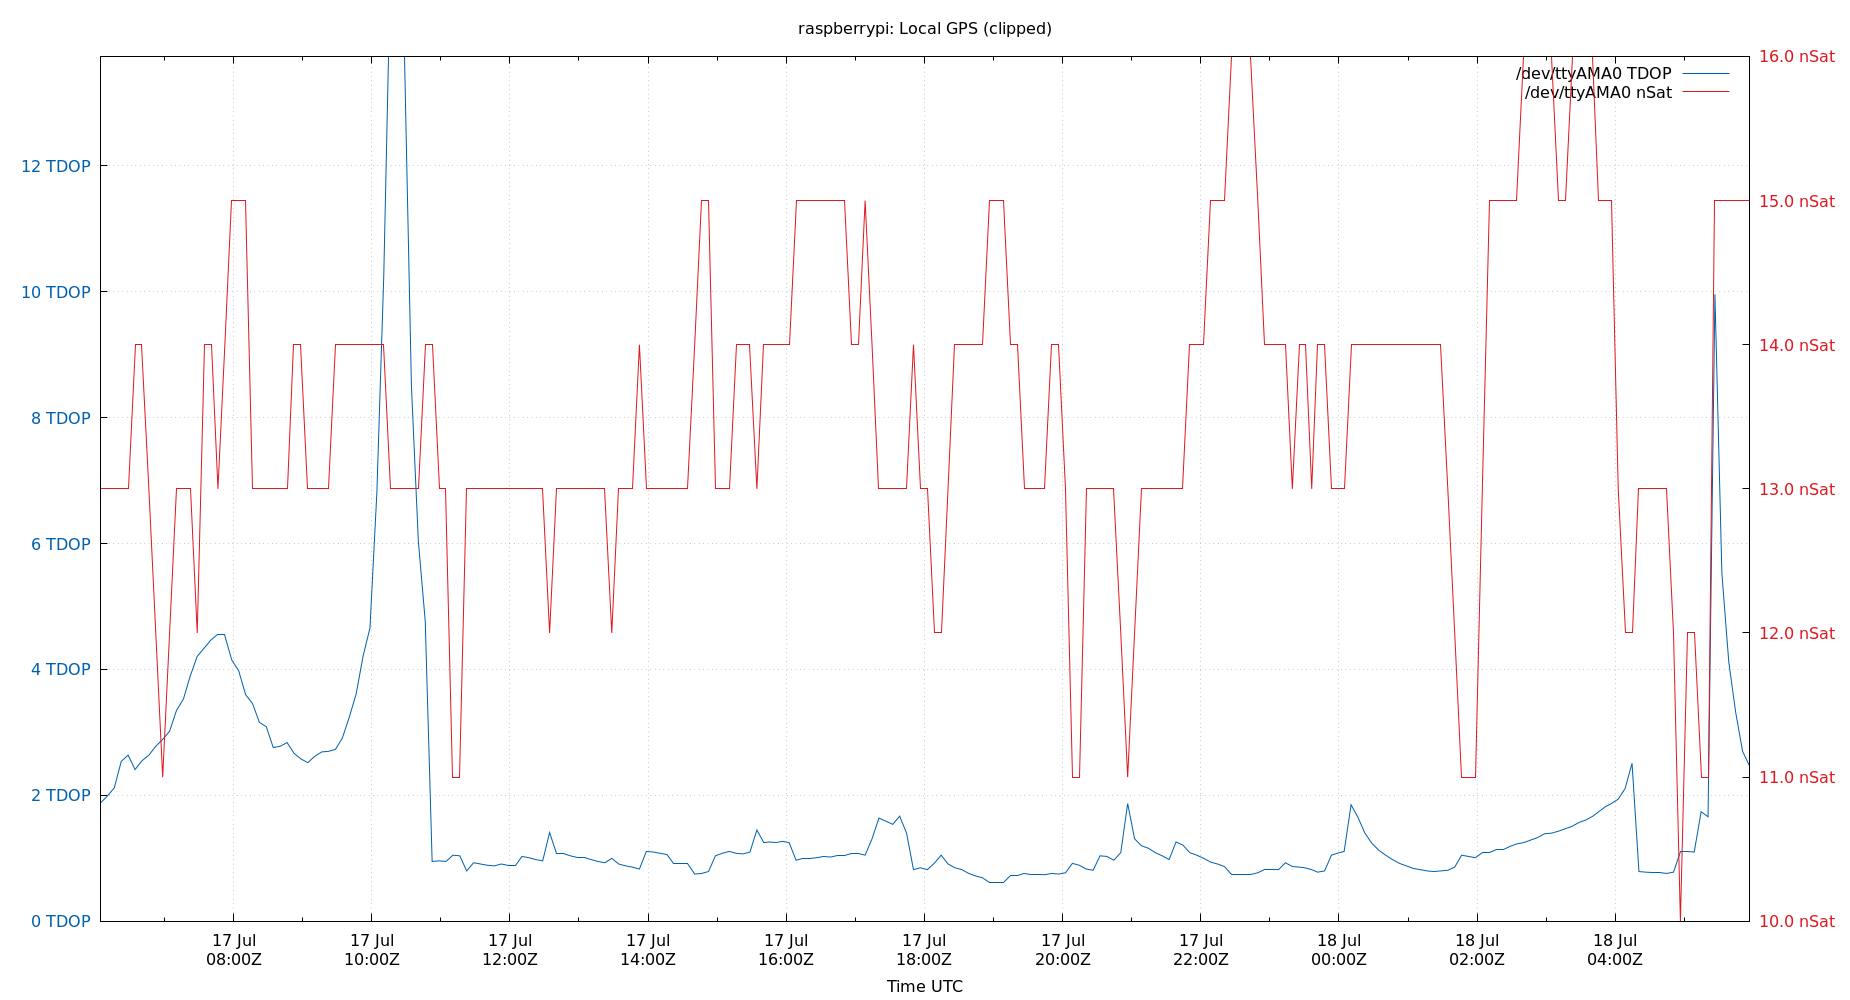 raspberrypi: Local GPS (clipped)
/dev/ttyAMA0 TDOP
/dev/ttyAMA0 nSat
12 TDOP
10 TDOP
8 TDOP
6 TDOP
4 TDOP
2 TDOP
0 TDOP
16.0 nSat
15.0 nSat
14.0 nSat
13.0 nSat
12.0 nSat
11.0 nSat
10.0 nSat
17 Jul
08:00Z
17 Jul
10:00Z
17 Jul
12:00Z
17 Jul
14:00Z
17 Jul
16:00Z
17 Jul
18:00Z
17 Jul
20:00Z
17 Jul
22:00Z
18 Jul
00:00Z
18 Jul
02:00Z
18 Jul
04:00Z
Time UTC